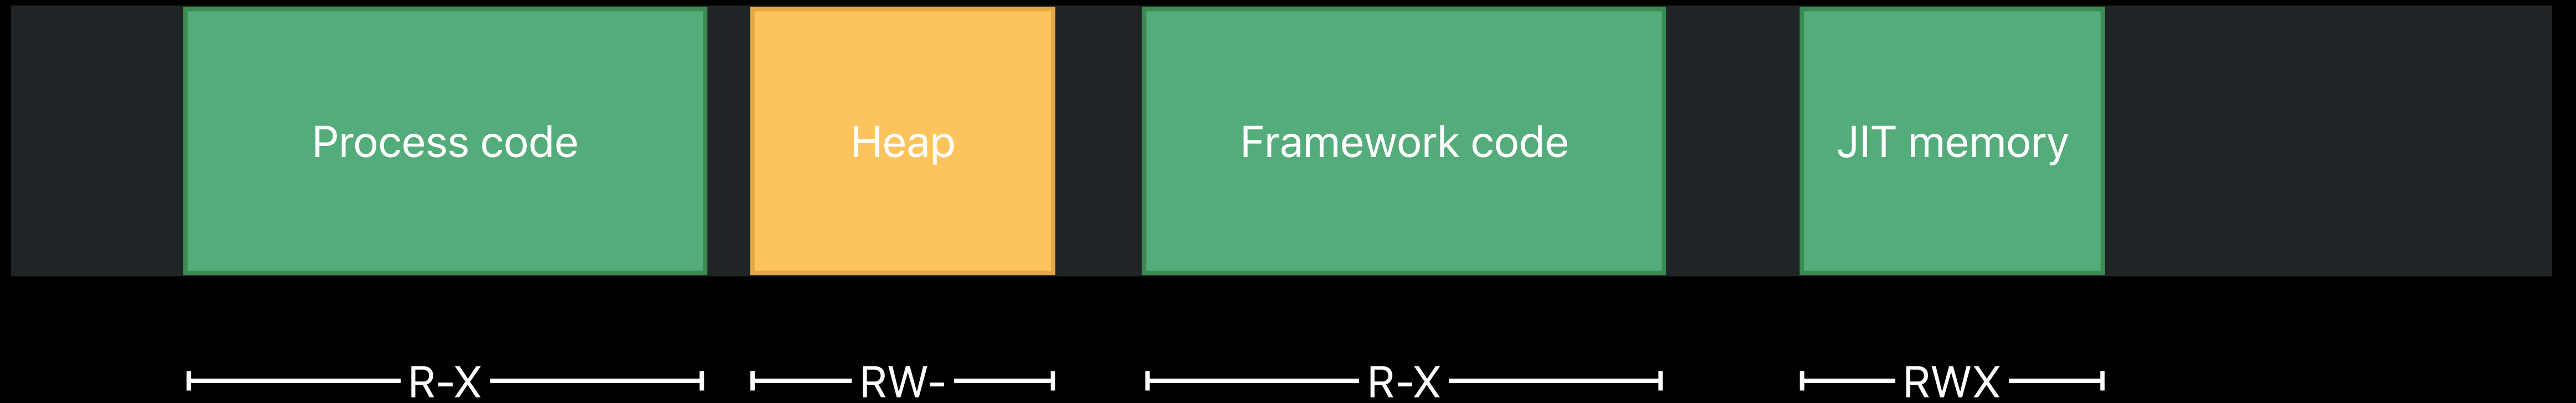 Process code
Heap
Framework code
JIT memory
R-X
RW-
R-X
RWX